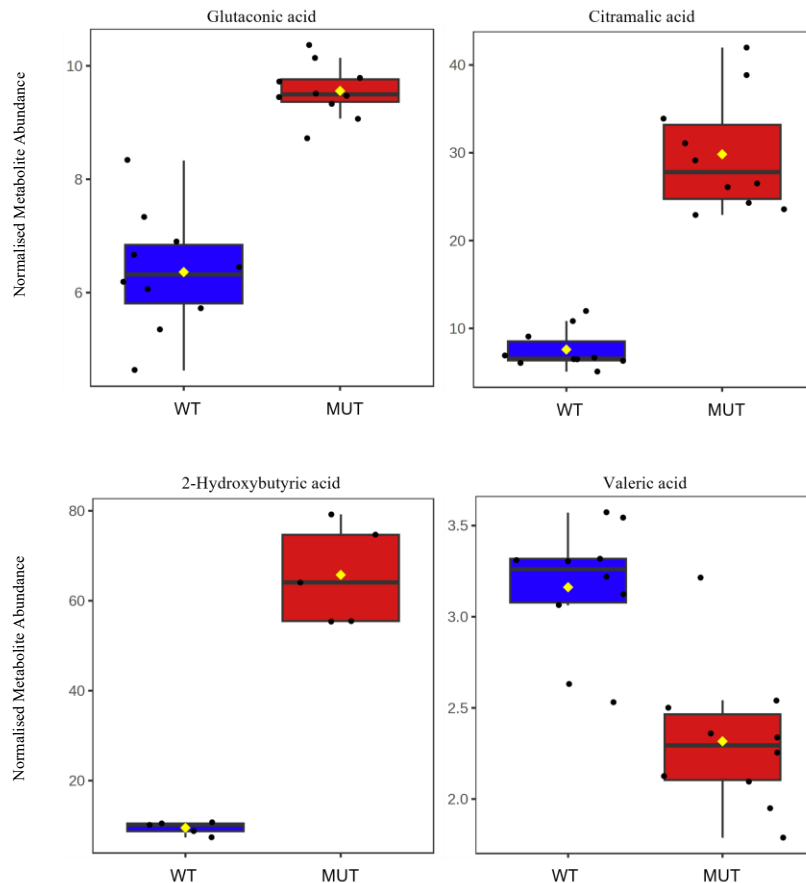 Glutaconic acid
Citramalic acid
Normalised Metabolite Abundance
10
8
6
WT
MUT
40
30
20
10
WT
MUT
2-Hydroxybutyric acid
Valeric acid
Normalised Metabolite Abundance
80
60
40
20
WT
MUT
3.5
3.0
2.5
2.0
WT
MUT